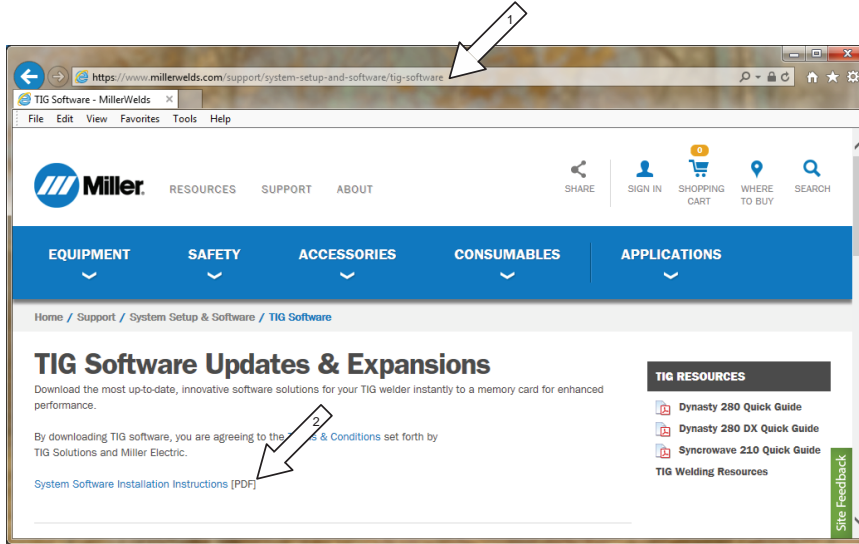 1
https://www.millerwelds.com/support/system-setup-and-software/tig-software
TIG Software - MillerWelds
File Edit View Favorites Tools Help
Miller.
RESOURCES SUPPORT ABOUT
SHARE
SIGN IN
0
SHOPPING
CART
WHERE
TO BUY
SEARCH
EQUIPMENT SAFETY ACCESSORIES CONSUMABLES APPLICATIONS
Home / Support / System Setup & Software / TIG Software
TIG Software Updates & Expansions
Download the most up-to-date, innovative software solutions for your TIG welder instantly to a memory card for enhanced
performance.
2
By downloading TIG software, you are agreeing to the & Conditions set forth by
TIG Solutions and Miller Electric.
System Software Installation Instructions [PDF]
TIG RESOURCES
Dynasty 280 Quick Guide
Dynasty 280 DX Quick Guide
Syncrowave 210 Quick Guide
TIG Welding Resources
Site Feedback